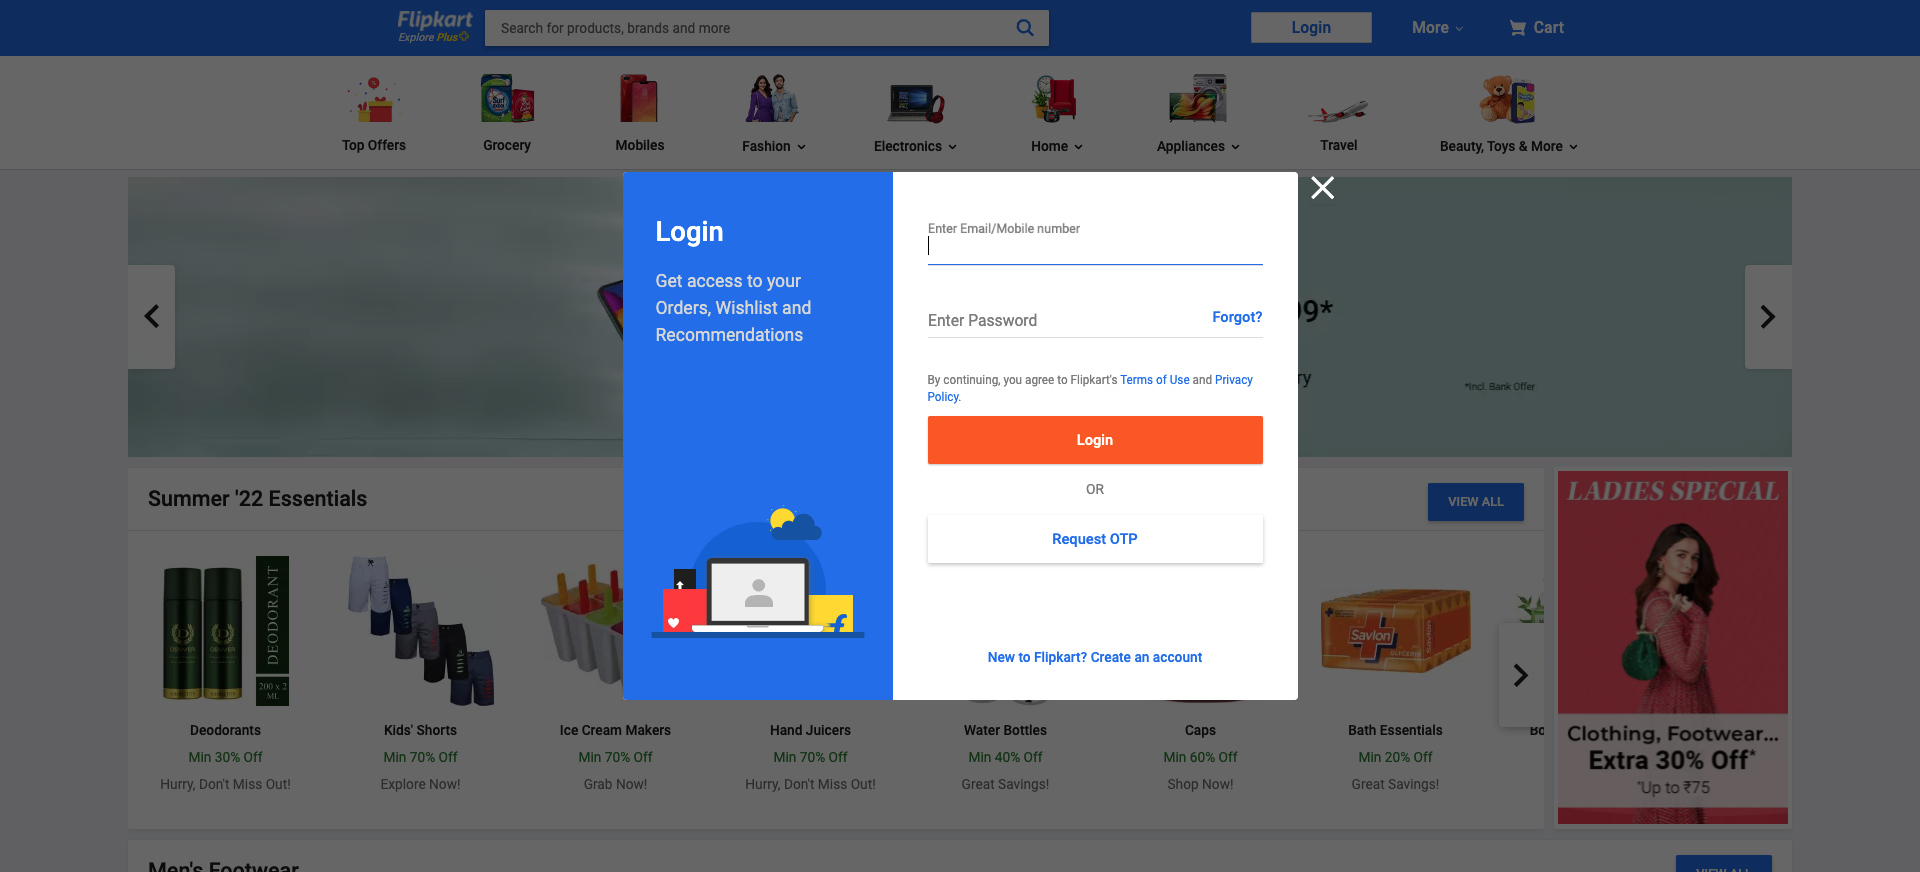 Flipkart
Explore Plus
Search for products, brands and more
Login
More
Cart
Top Offers
Grocery
Mobiles
Fashion
Electronics
Home
Appliances
Travel
Beauty, Toys & More
Login
Get access to your
Orders, Wishlist and
Recommendations
Enter Email/Mobile number
Enter Password
Forgot?
By continuing, you agree to Flipkart's Terms of Use and Privacy
Policy.
Login
OR
Request OTP
New to Flipkart? Create an account
9*
*Incl. Bank Offer
Summer '22 Essentials
VIEW ALL
DEODORANT
200 x 2
ML
Savlon
GLYCERIN
Deodorants
Min 30% Off
Hurry, Don't Miss Out!
Kids' Shorts
Min 70% Off
Explore Now!
Ice Cream Makers
Min 70% Off
Grab Now!
Hand Juicers
Min 70% Off
Hurry, Don't Miss Out!
Water Bottles
Min 40% Off
Great Savings!
Caps
Min 60% Off
Shop Now!
Bath Essentials
Min 20% Off
Great Savings!
Bo
LADIES SPECIAL
Clothing, Footwear...
Extra 30% Off*
*Up to ₹75
Men's Footwear
VIEW ALL